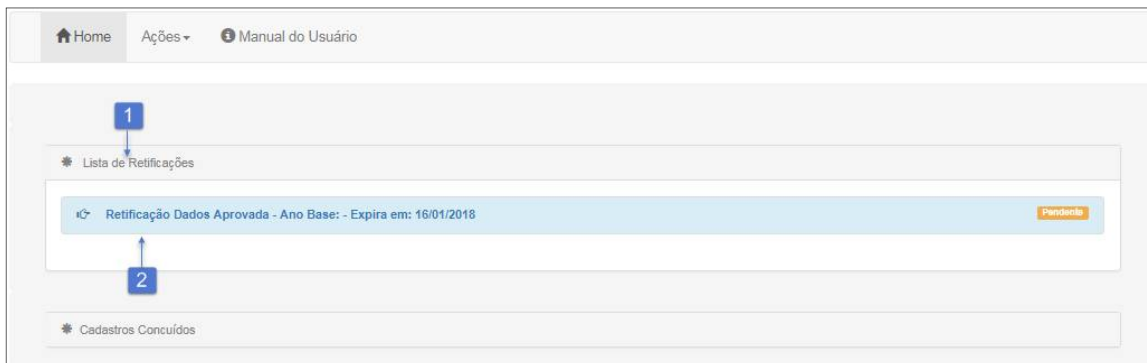 Home Ações Manual do Usuário
1
Lista de Retificações
Retificação Dados Aprovada - Ano Base: - Expira em: 16/01/2018 Pendente
2
Cadastros Concuídos